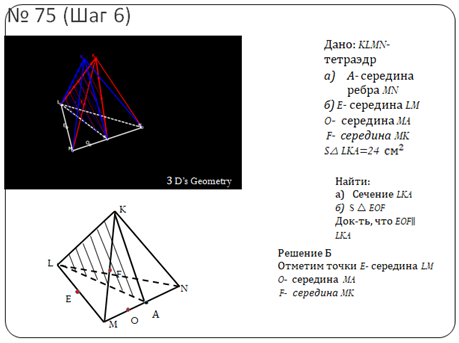 № 75 (Шаг 6)
3 D's Geometry
K
L
F
N
E
A
M
O
Дано: KLMN-
тетраэдр
а) A- середина
ребра MN
б) E- середина LM
O- середина MA
F- середина MK
S△ LKA=24 см²
Найти:
а) Сечение LKA
б) S △ EOF
Док-ть, что EOF∥
LKA
Решение Б
Отметим точки E- середина LM
O- середина MA
F- середина MK